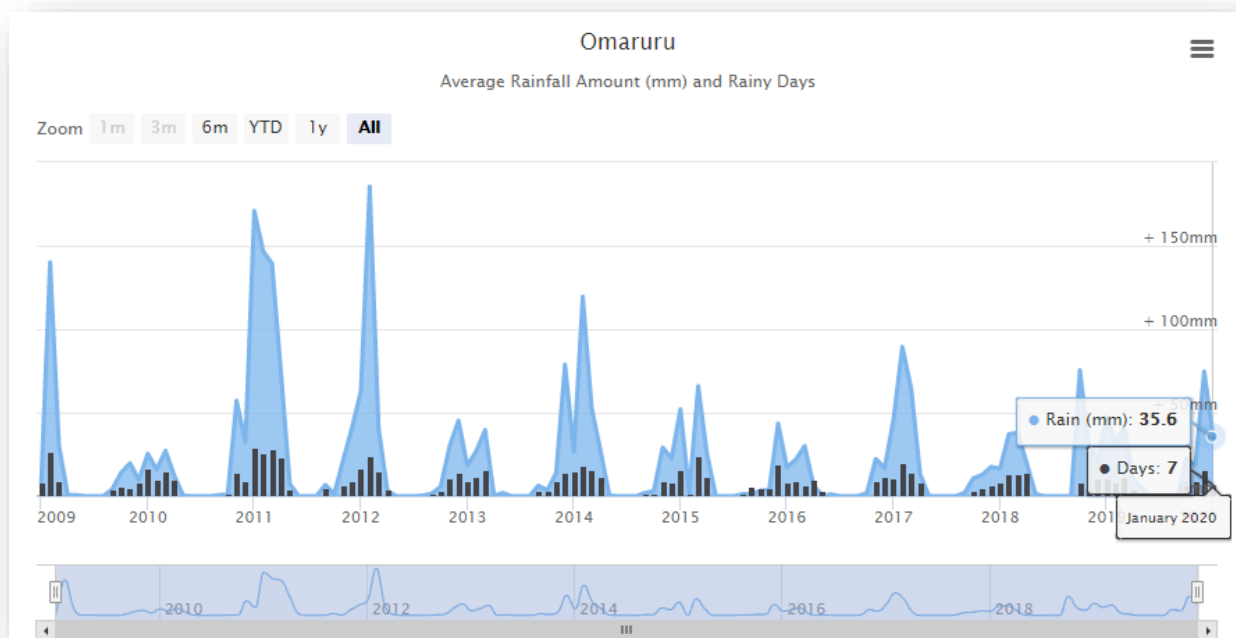 Omaruru
Average Rainfall Amount (mm) and Rainy Days
Zoom 1m 3m 6m YTD 1y All
+ 150mm
+ 100mm
Rain (mm): 35.6
Days: 7
January 2020
2009 2010 2011 2012 2013 2014 2015 2016 2017 2018
2010 2012 2014 2016 2018